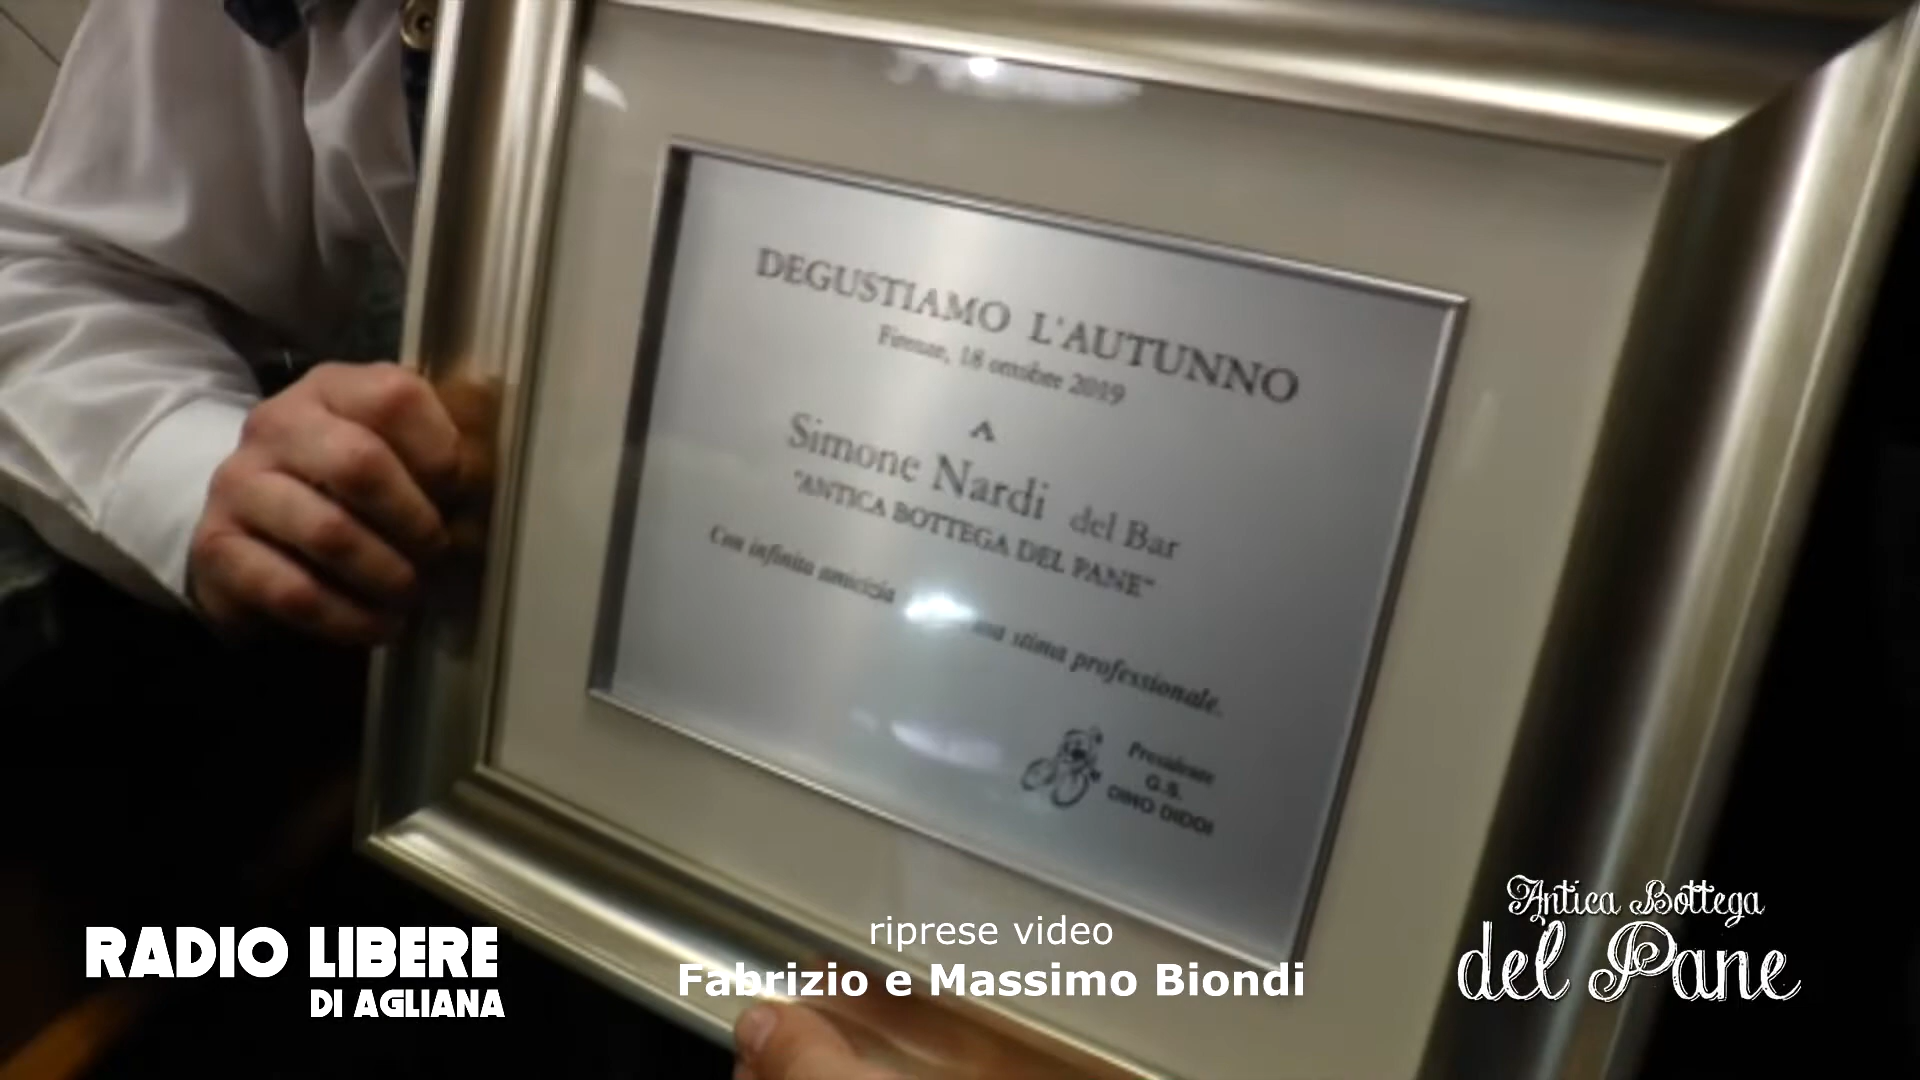 DEGUSTIAMO L'AUTUNNO
Firenze, 18 ottobre 2019
A
Simone Nardi del Bar
"ANTICA BOTTEGA DEL PANE"
Con infinita amicizia stima professionale.
Presidente
G.S.
DINO DIDDI
RADIO LIBERE
DI AGLIANA
riprese video
Fabrizio e Massimo Biondi
Antica Bottega
del Pane